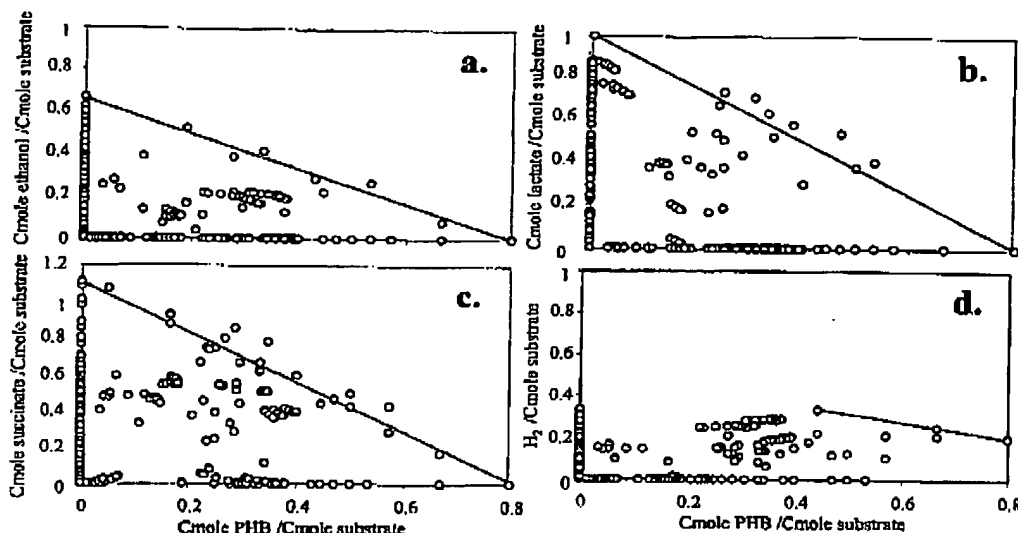 a.
Cmole ethanol /Cmole substrate
1
0.8
0.6
0.4
0.2
0
b.
Cmole lactate /Cmole substrate
1
0.8
0.6
0.4
0.2
0
c.
Cmole succinate /Cmole substrate
1.2
1
0.8
0.6
0.4
0.2
0
0 0.2 0.4 0.6 0.8
Cmole PHB /Cmole substrate
d.
H2 /Cmole substrate
1
0.8
0.6
0.4
0.2
0
0 0.2 0.4 0.6 0.8
Cmole PHB /Cmole substrate